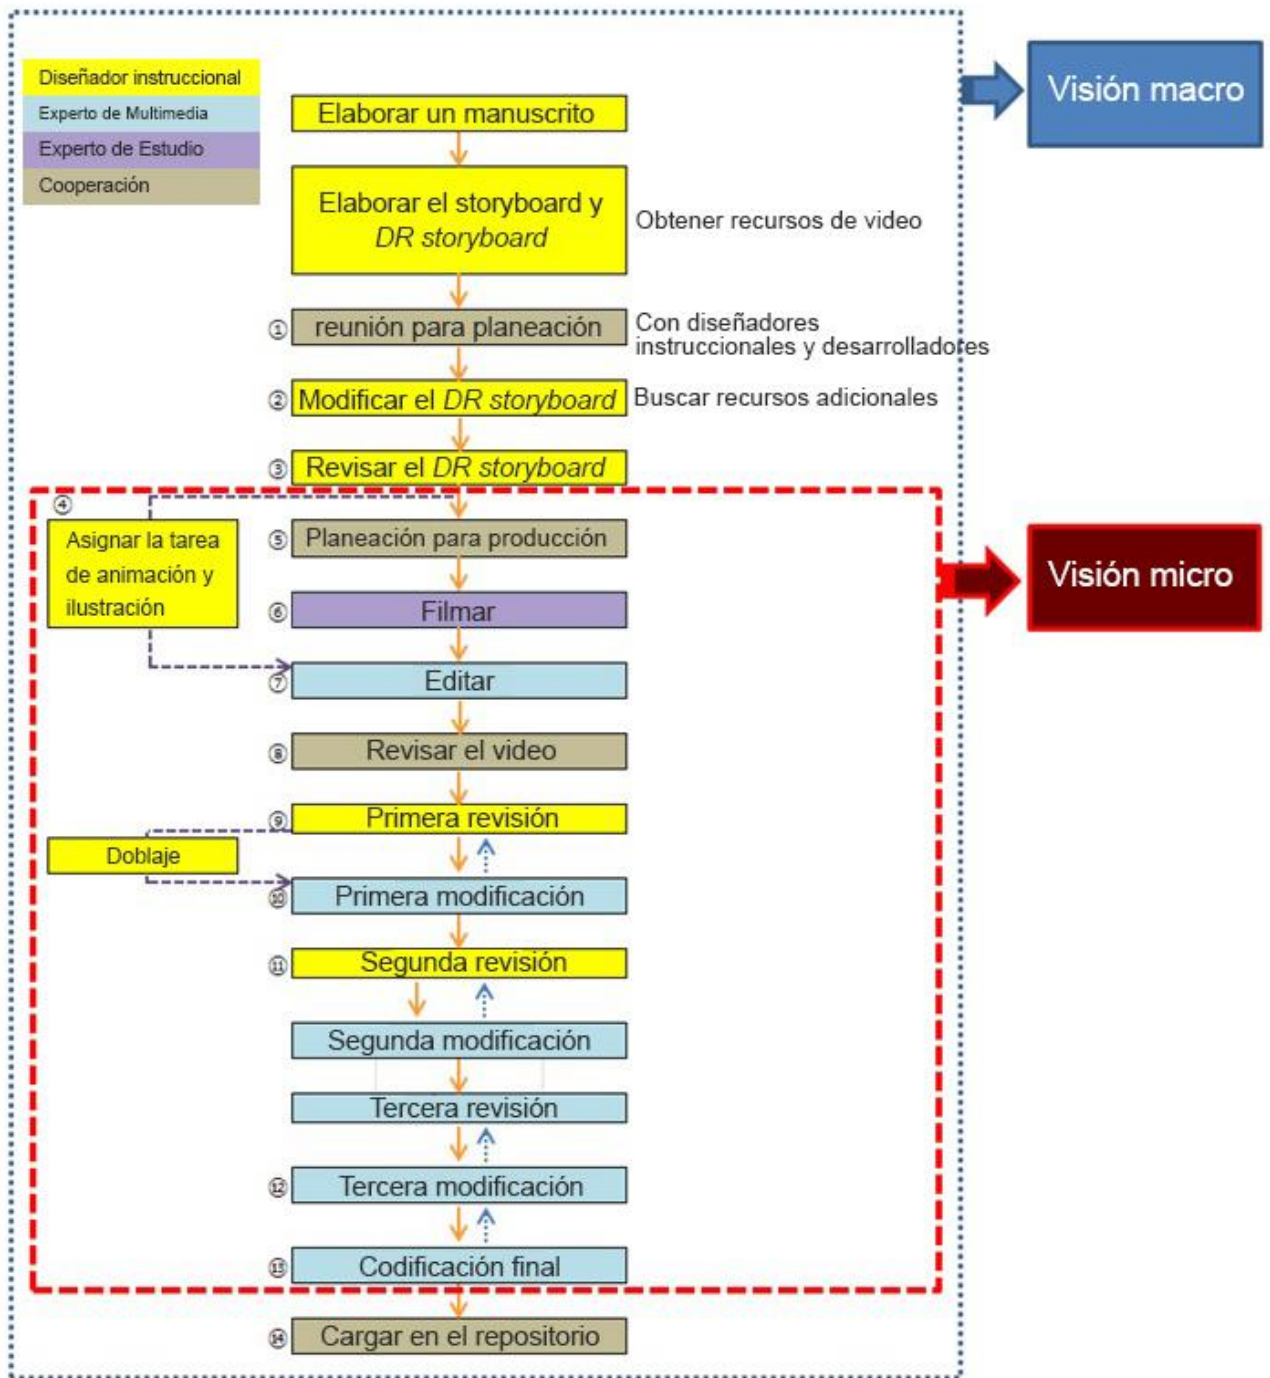 Visión macro
Diseñador instruccional
Experto de Multimedia
Experto de Estudio
Cooperación
Elaborar un manuscrito
Elaborar el storyboard y
DR storyboard
Obtener recursos de video
① reunión para planeación
Con diseñadores
instruccionales y desarrolladores
② Modificar el DR storyboard
Buscar recursos adicionales
③ Revisar el DR storyboard
④
Asignar la tarea
de animación y
ilustración
⑤ Planeación para producción
Visión micro
⑥ Filmar
⑦ Editar
⑧ Revisar el video
⑨ Primera revisión
Doblaje
⑩ Primera modificación
⑪ Segunda revisión
Segunda modificación
Tercera revisión
⑫ Tercera modificación
⑬ Codificación final
⑭ Cargar en el repositorio